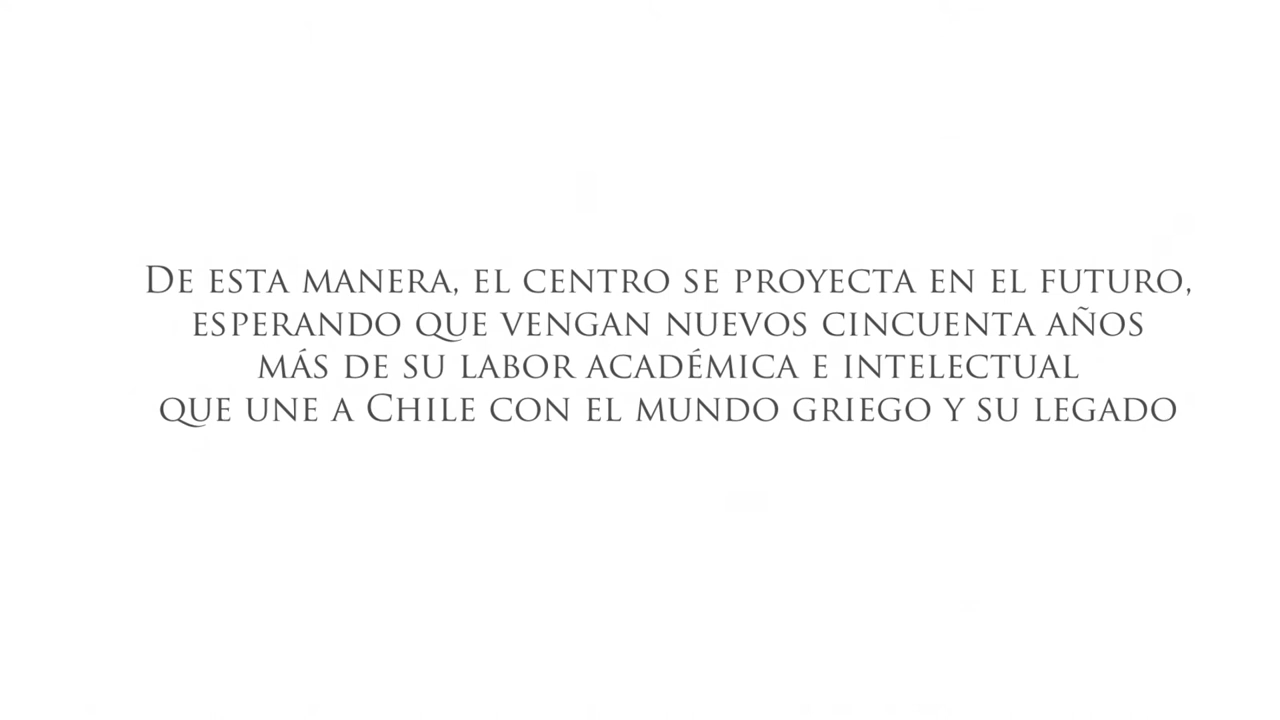 De esta manera, el centro se proyecta en el futuro,
esperando que vengan nuevos cincuenta años
más de su labor académica e intelectual
que une a Chile con el mundo griego y su legado